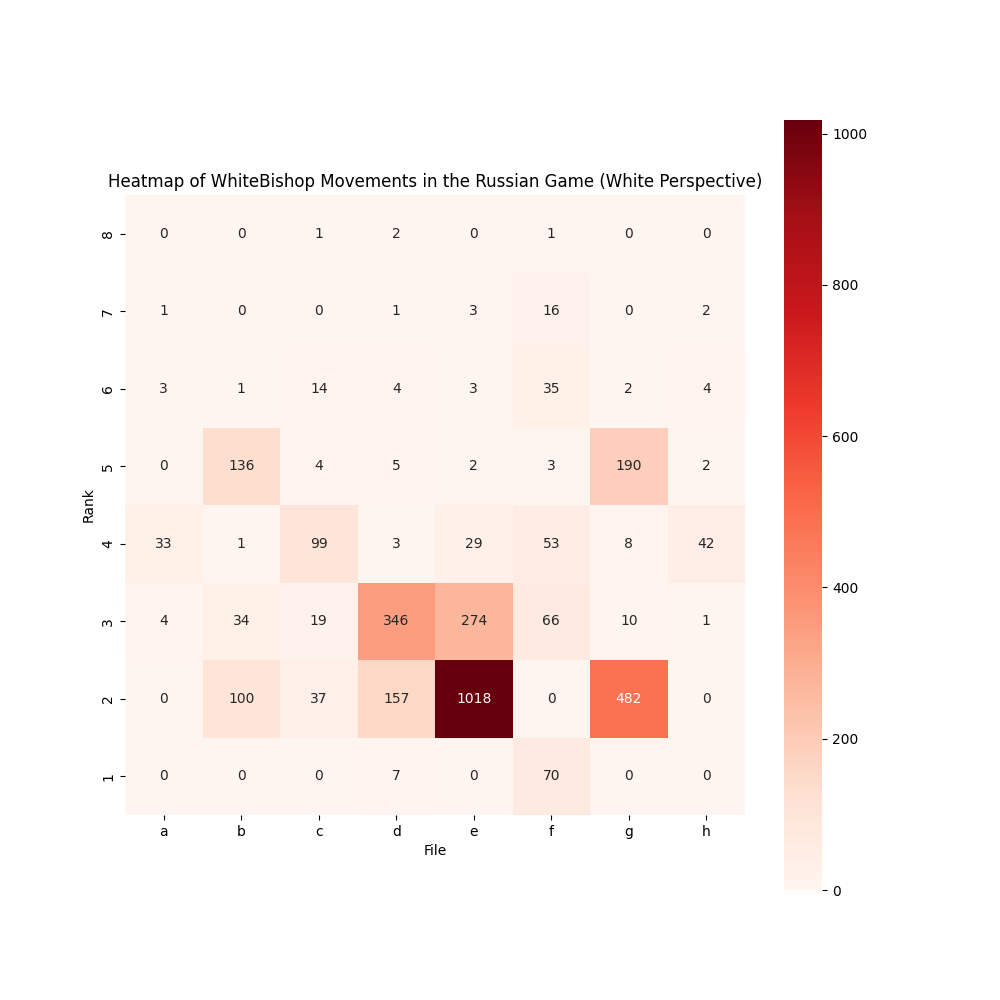 Heatmap of WhiteBishop Movements in the Russian Game (White Perspective)
8 0 0 1 2 0 1 0 0
7 1 0 0 1 3 16 0 2
6 3 1 14 4 3 35 2 4
5 0 136 4 5 2 3 190 2
4 33 1 99 3 29 53 8 42
3 4 34 19 346 274 66 10 1
2 0 100 37 157 1018 0 482 0
1 0 0 0 7 0 70 0 0
a b c d e f g h
File
Rank
1000
800
600
400
200
0